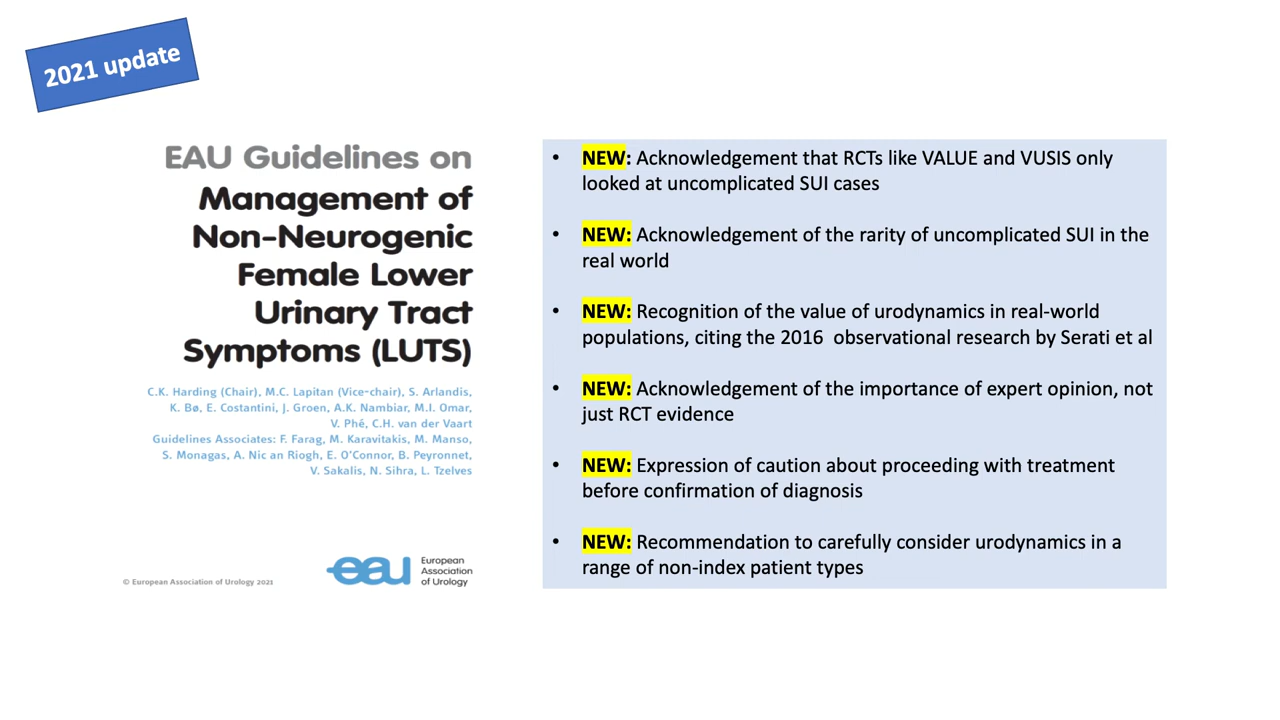 2021 update
EAU Guidelines on
Management of
Non-Neurogenic
Female Lower
Urinary Tract
Symptoms (LUTS)
C.K. Harding (Chair), M.C. Lapitan (Vice-chair), S. Arlandis,
K. Bø, E. Costantini, J. Groen, A.K. Nambiar, M.I. Omar,
V. Phé, C.H. van der Vaart
Guidelines Associates: F. Farag, M. Karavitakis, M. Manso,
S. Monagas, A. Nic an Riogh, E. O'Connor, B. Peyronnet,
V. Sakalis, N. Sihra, L. Tzelves
© European Association of Urology 2021
eau
European
Association
of Urology
• NEW: Acknowledgement that RCTs like VALUE and VUSIS only
looked at uncomplicated SUI cases
• NEW: Acknowledgement of the rarity of uncomplicated SUI in the
real world
• NEW: Recognition of the value of urodynamics in real-world
populations, citing the 2016 observational research by Serati et al
• NEW: Acknowledgement of the importance of expert opinion, not
just RCT evidence
• NEW: Expression of caution about proceeding with treatment
before confirmation of diagnosis
• NEW: Recommendation to carefully consider urodynamics in a
range of non-index patient types